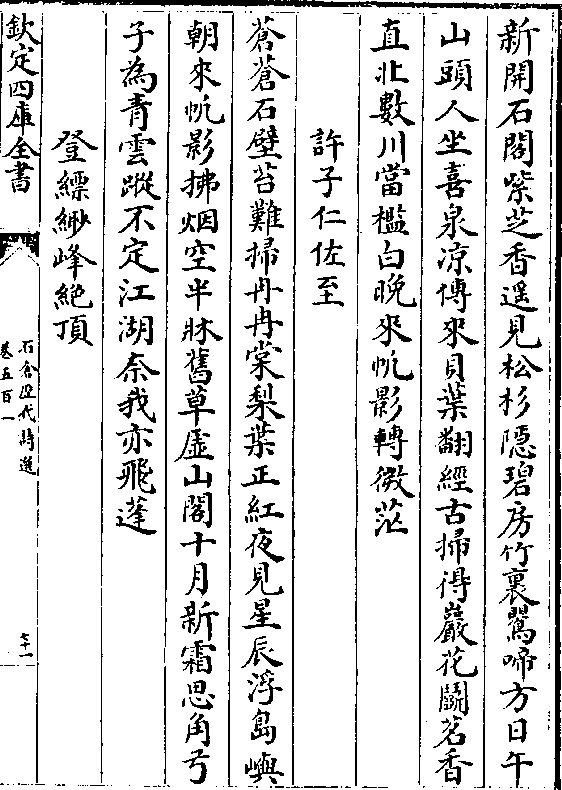 新開石閣紫芝香遥見松杉隠碧房竹裏鶯啼方日午
山頭人坐喜泉凉傳來貝葉翻經古掃得巖花鬬茗香
直北數川當檻白晚來帆影轉微茫
許子仁佐至
蒼蒼石壁苔難掃冉冉棠梨葉正紅夜見星辰浮島嶼
朝來帆影拂烟空半牀舊草虛山閣十月新霜思角弓
子為青雲蹤不定江湖奈我亦飛蓬
登縹緲峰絶頂
欽定四庫全書
石倉歴代詩選
卷五百一
七十一